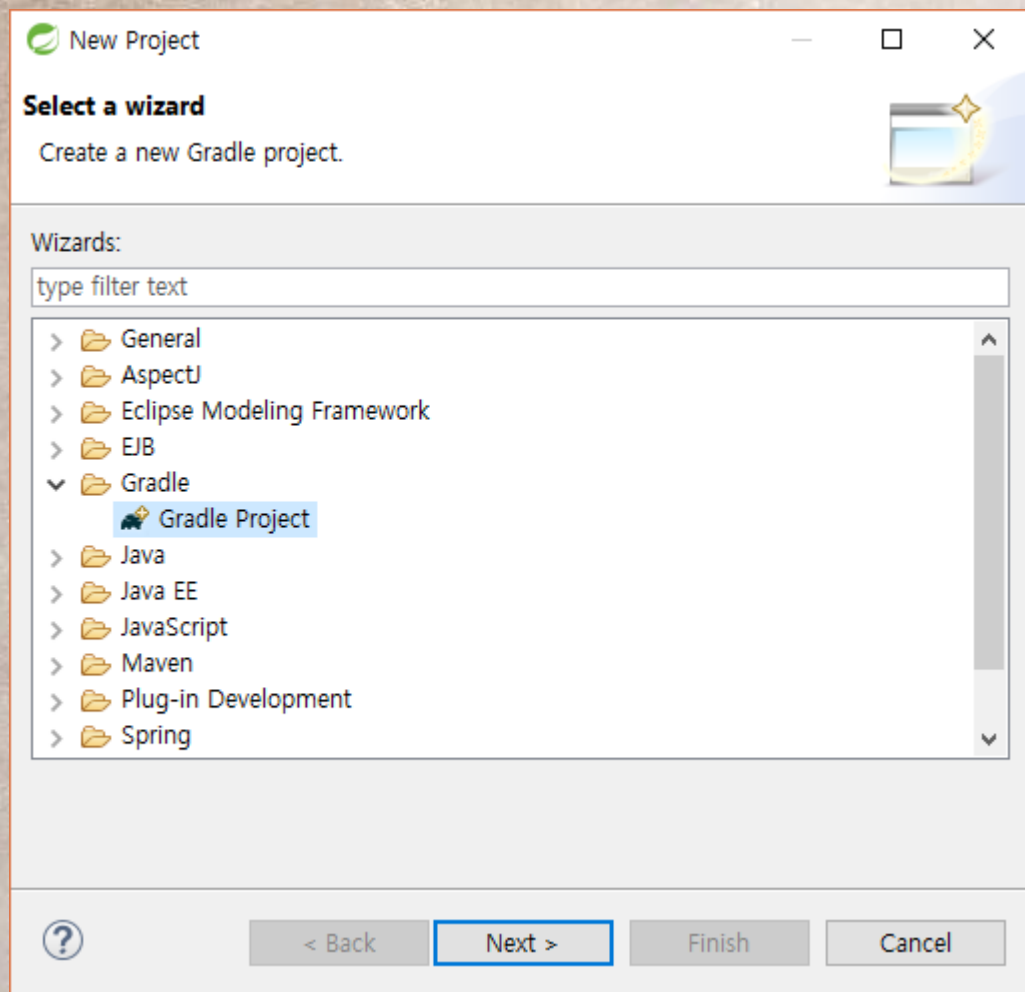 New Project
Select a wizard
Create a new Gradle project.
Wizards:
type filter text
General
AspectJ
Eclipse Modeling Framework
EJB
Gradle
Gradle Project
Java
Java EE
JavaScript
Maven
Plug-in Development
Spring
? < Back Next > Finish Cancel